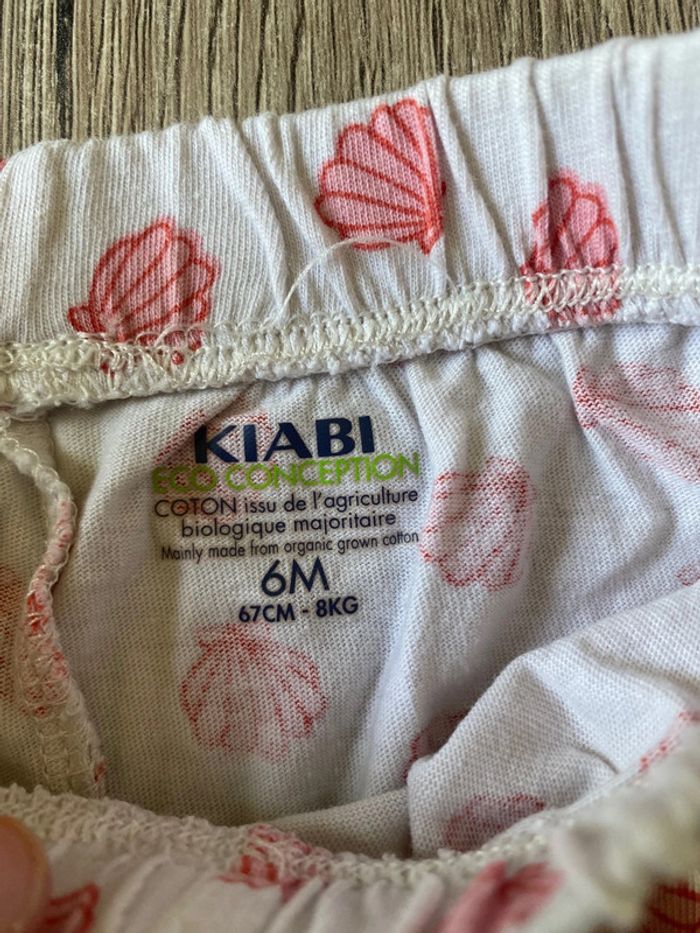 KIABI
ECO CONCEPTION
COTON issu de l'agriculture
biologique majoritaire
Mainly made from organic grown cotton
6M
67CM - 8KG